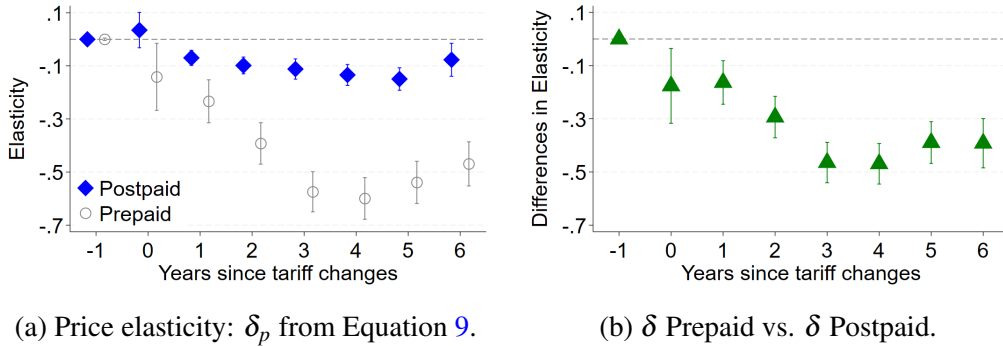 .1
-.1
-.3
-.5
-.7
Elasticity
Postpaid
Prepaid
-1 0 1 2 3 4 5 6
Years since tariff changes
(a) Price elasticity: δp from Equation 9.
.1
-.1
-.3
-.5
-.7
Differences in Elasticity
-1 0 1 2 3 4 5 6
Years since tariff changes
(b) δ Prepaid vs. δ Postpaid.